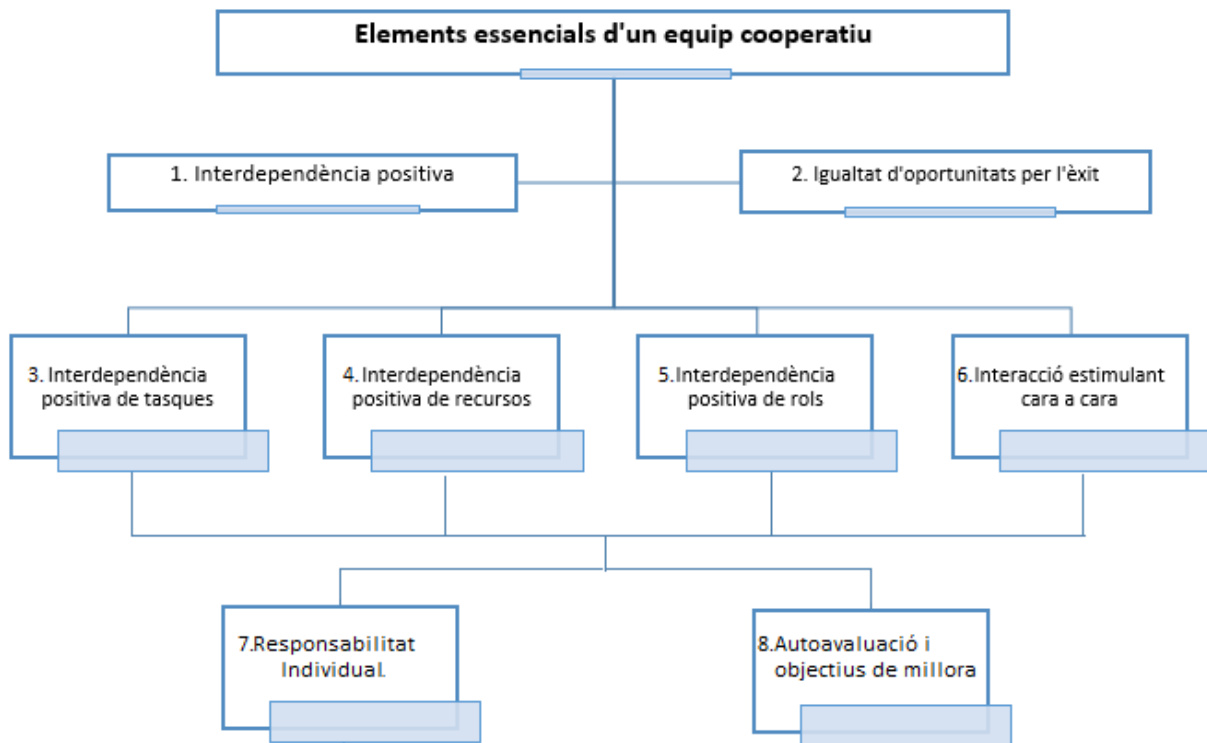 Elements essencials d'un equip cooperatiu
1. Interdependència positiva
2. Igualtat d'oportunitats per l'èxit
3. Interdependència
positiva de tasques
4. Interdependència
positiva de recursos
5. Interdependència
positiva de rols
6.Interacció estimulant
cara a cara
7.Responsabilitat
Individual.
8.Autoavaluació i
objectius de millora